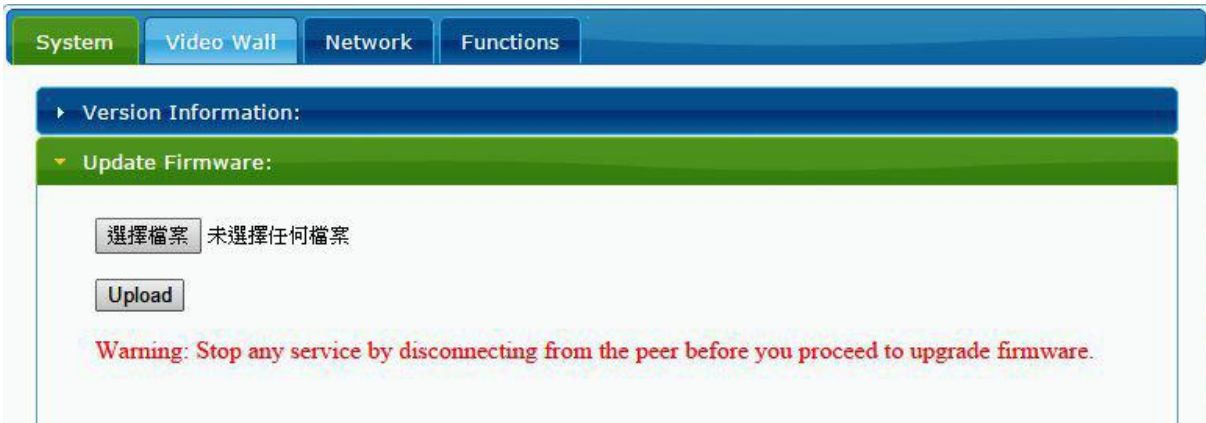 System Video Wall Network Functions
Version Information:
Update Firmware:
選擇檔案 未選擇任何檔案
Upload
Warning: Stop any service by disconnecting from the peer before you proceed to upgrade firmware.